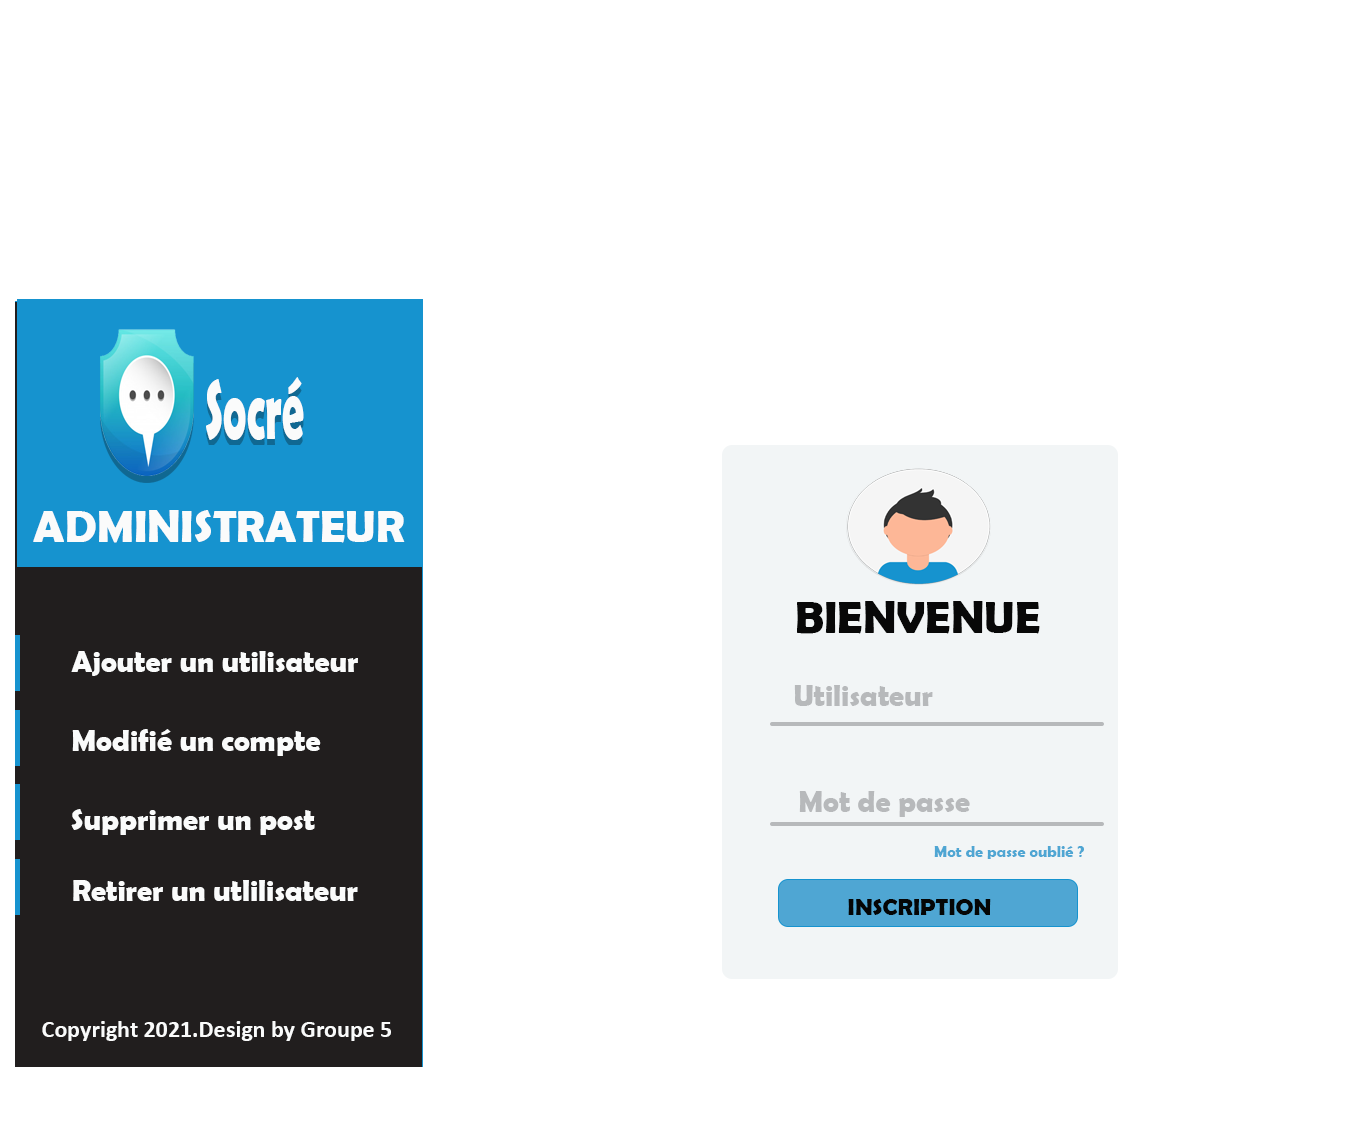 Socré
ADMINISTRATEUR
Ajouter un utilisateur
Modifié un compte
Supprimer un post
Retirer un utlilisateur
Copyright 2021.Design by Groupe 5
BIENVENUE
Utilisateur
Mot de passe
Mot de passe oublié ?
INSCRIPTION